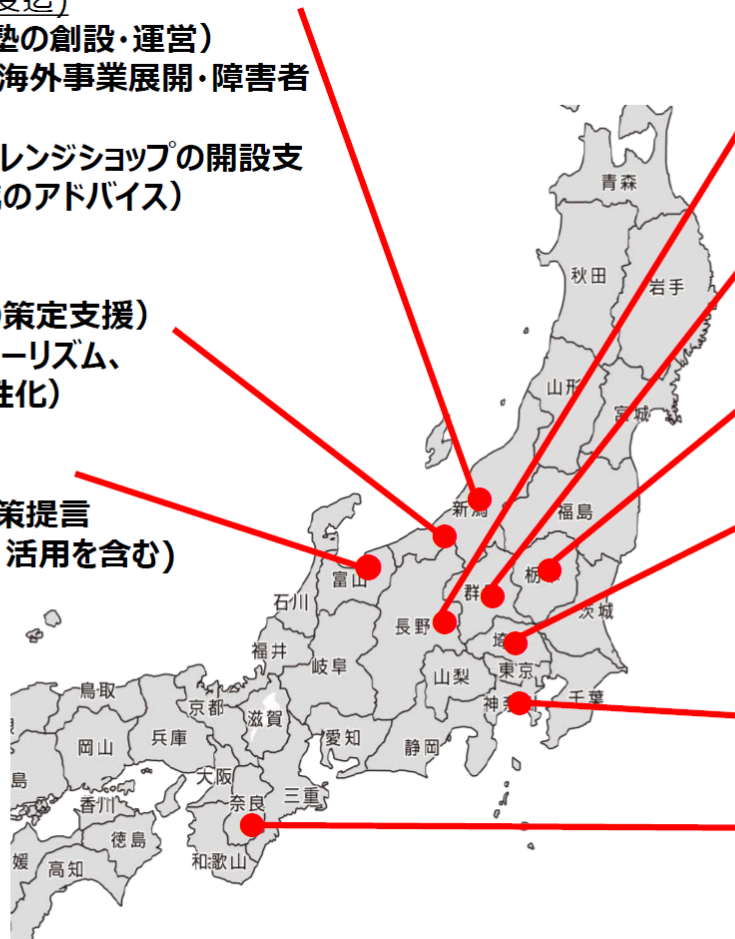 塾の創設・運営）
海外事業展開・障害者
レンジショップの開設支
のアドバイス）
策定支援）
ーリズム、
性化）
策提言
活用を含む)
青森
秋田
岩手
山形
宮城
新潟
福島
富山
栃
群
石川
茨城
長野
埼
福井
岐阜
山梨
東京
鳥取
京都
滋賀
神奈川
千葉
岡山
兵庫
愛知
静岡
島
大阪
香川
奈良
三重
徳島
媛
高知
和歌山